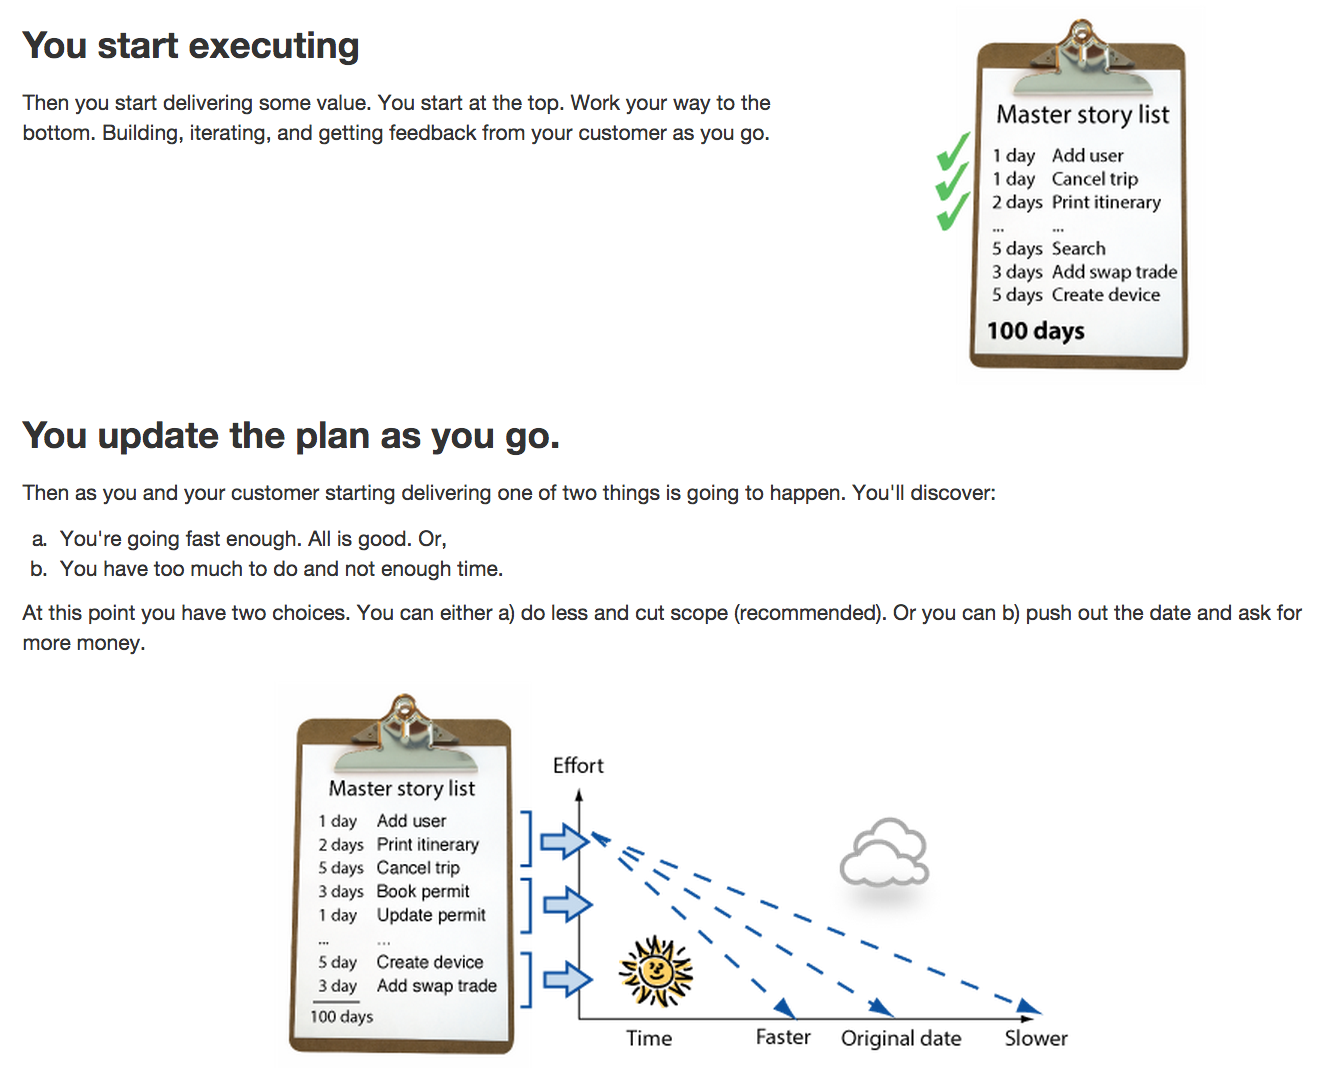 You start executing
Then you start delivering some value. You start at the top. Work your way to the
bottom. Building, iterating, and getting feedback from your customer as you go.
Master story list
1 day Add user
1 day Cancel trip
2 days Print itinerary
... ...
5 days Search
3 days Add swap trade
5 days Create device
100 days
You update the plan as you go.
Then as you and your customer starting delivering one of two things is going to happen. You'll discover:
a. You're going fast enough. All is good. Or,
b. You have too much to do and not enough time.
At this point you have two choices. You can either a) do less and cut scope (recommended). Or you can b) push out the date and ask for
more money.
Master story list
1 day Add user
2 days Print itinerary
5 days Cancel trip
3 days Book permit
1 day Update permit
... ...
5 day Create device
3 day Add swap trade
100 days
Effort
Time
Faster
Original date
Slower